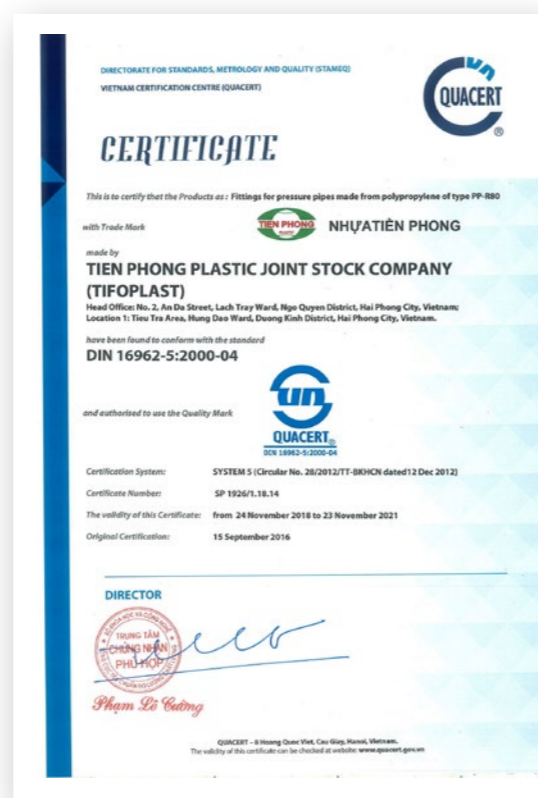 DIRECTORATE FOR STANDARDS, METROLOGY AND QUALITY (STAMEQ)
VIETNAM CERTIFICATION CENTRE (QUACERT)
QUACERT
®
CERTIFICATE
This is to certify that the Products as : Fittings for pressure pipes made from polypropylene of type PP-R80
with Trade Mark
TIEN PHONG
PLASTIC
NHỰA TIỀN PHONG
made by
TIEN PHONG PLASTIC JOINT STOCK COMPANY
(TIFOPLAST)
Head Office: No. 2, An Da Street, Lach Tray Ward, Ngo Quyen District, Hai Phong City, Vietnam;
Location 1: Tieu Tra Area, Hung Dao Ward, Duong Kinh District, Hai Phong City, Vietnam.
have been found to conform with the standard
DIN 16962-5:2000-04
and authorised to use the Quality Mark
QUACERT®
DIN 16962-5:2000-04
Certification System: SYSTEM 5 (Circular No. 28/2012/TT-BKHCN dated12 Dec 2012)
Certificate Number: SP 1926/1.18.14
The validity of this Certificate: from 24 November 2018 to 23 November 2021
Original Certification: 15 September 2016
DIRECTOR
TRUNG TÂM
CHỨNG NHẬN
PHÙ HỢP
Phạm Lê Cường
QUACERT – 8 Hoang Quoc Viet, Cau Giay, Hanoi, Vietnam.
The validity of this certificate can be checked at website: www.quacert.gov.vn